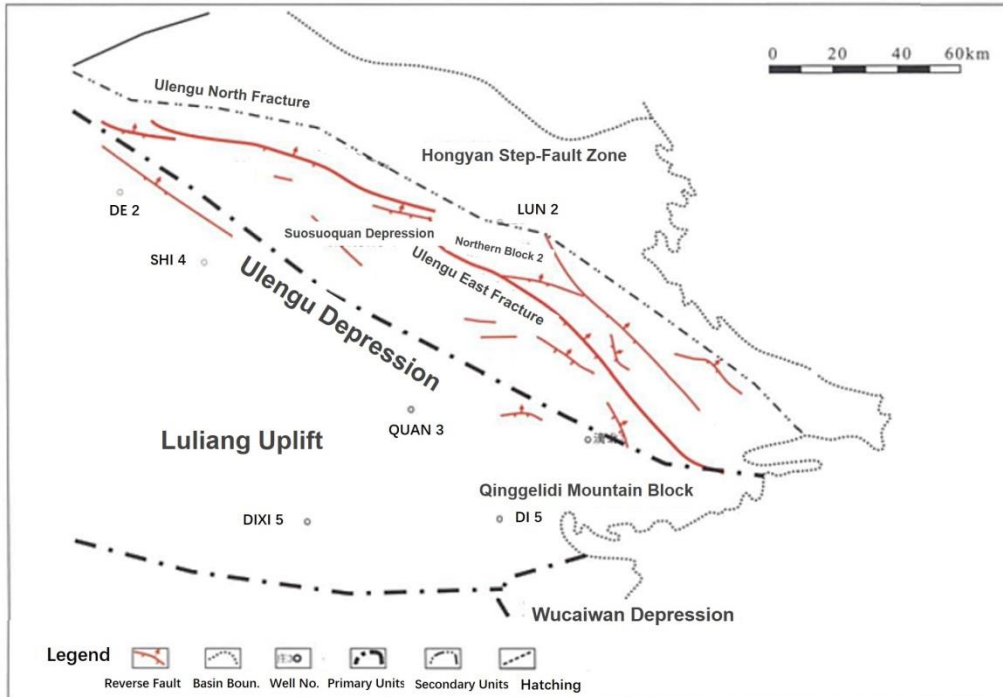 0 20 40 60km
Ulengu North Fracture
Hongyan Step-Fault Zone
DE 2
LUN 2
Suosuoquan Depression
Northern Block 2
SHI 4
Ulengu East Fracture
Ulengu Depression
QUAN 3
Luliang Uplift
Qinggelidi Mountain Block
DIXI 5
DI 5
Wucaiwan Depression
Legend
Reverse Fault Basin Boun. Well No. Primary Units Secondary Units Hatching